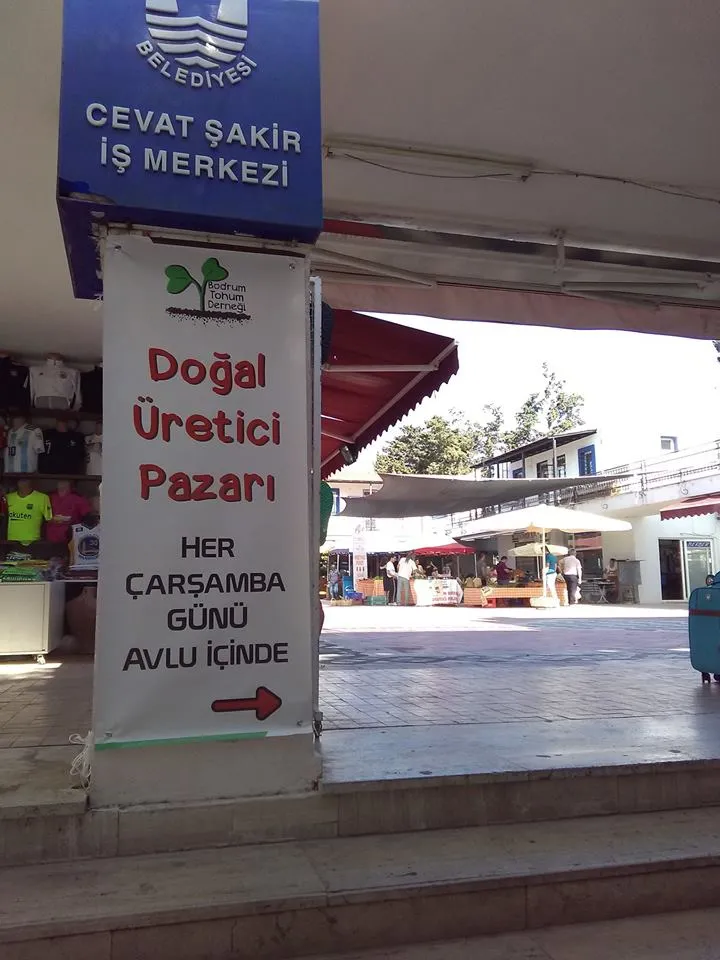 BELEDİYESİ
CEVAT ŞAKİR
İŞ MERKEZİ
Bodrum
Tohum
Derneği
Doğal
Üretici
Pazarı
HER
ÇARŞAMBA
GÜNÜ
AVLU İÇİNDE